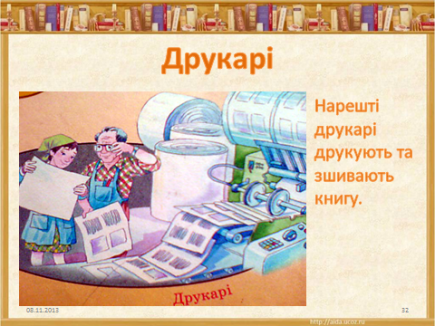 Друкарі
Нарешті
друкарі
друкують та
зшивають
книгу.
Друкарі
08.11.2013
32
http://aida.ucoz.ru